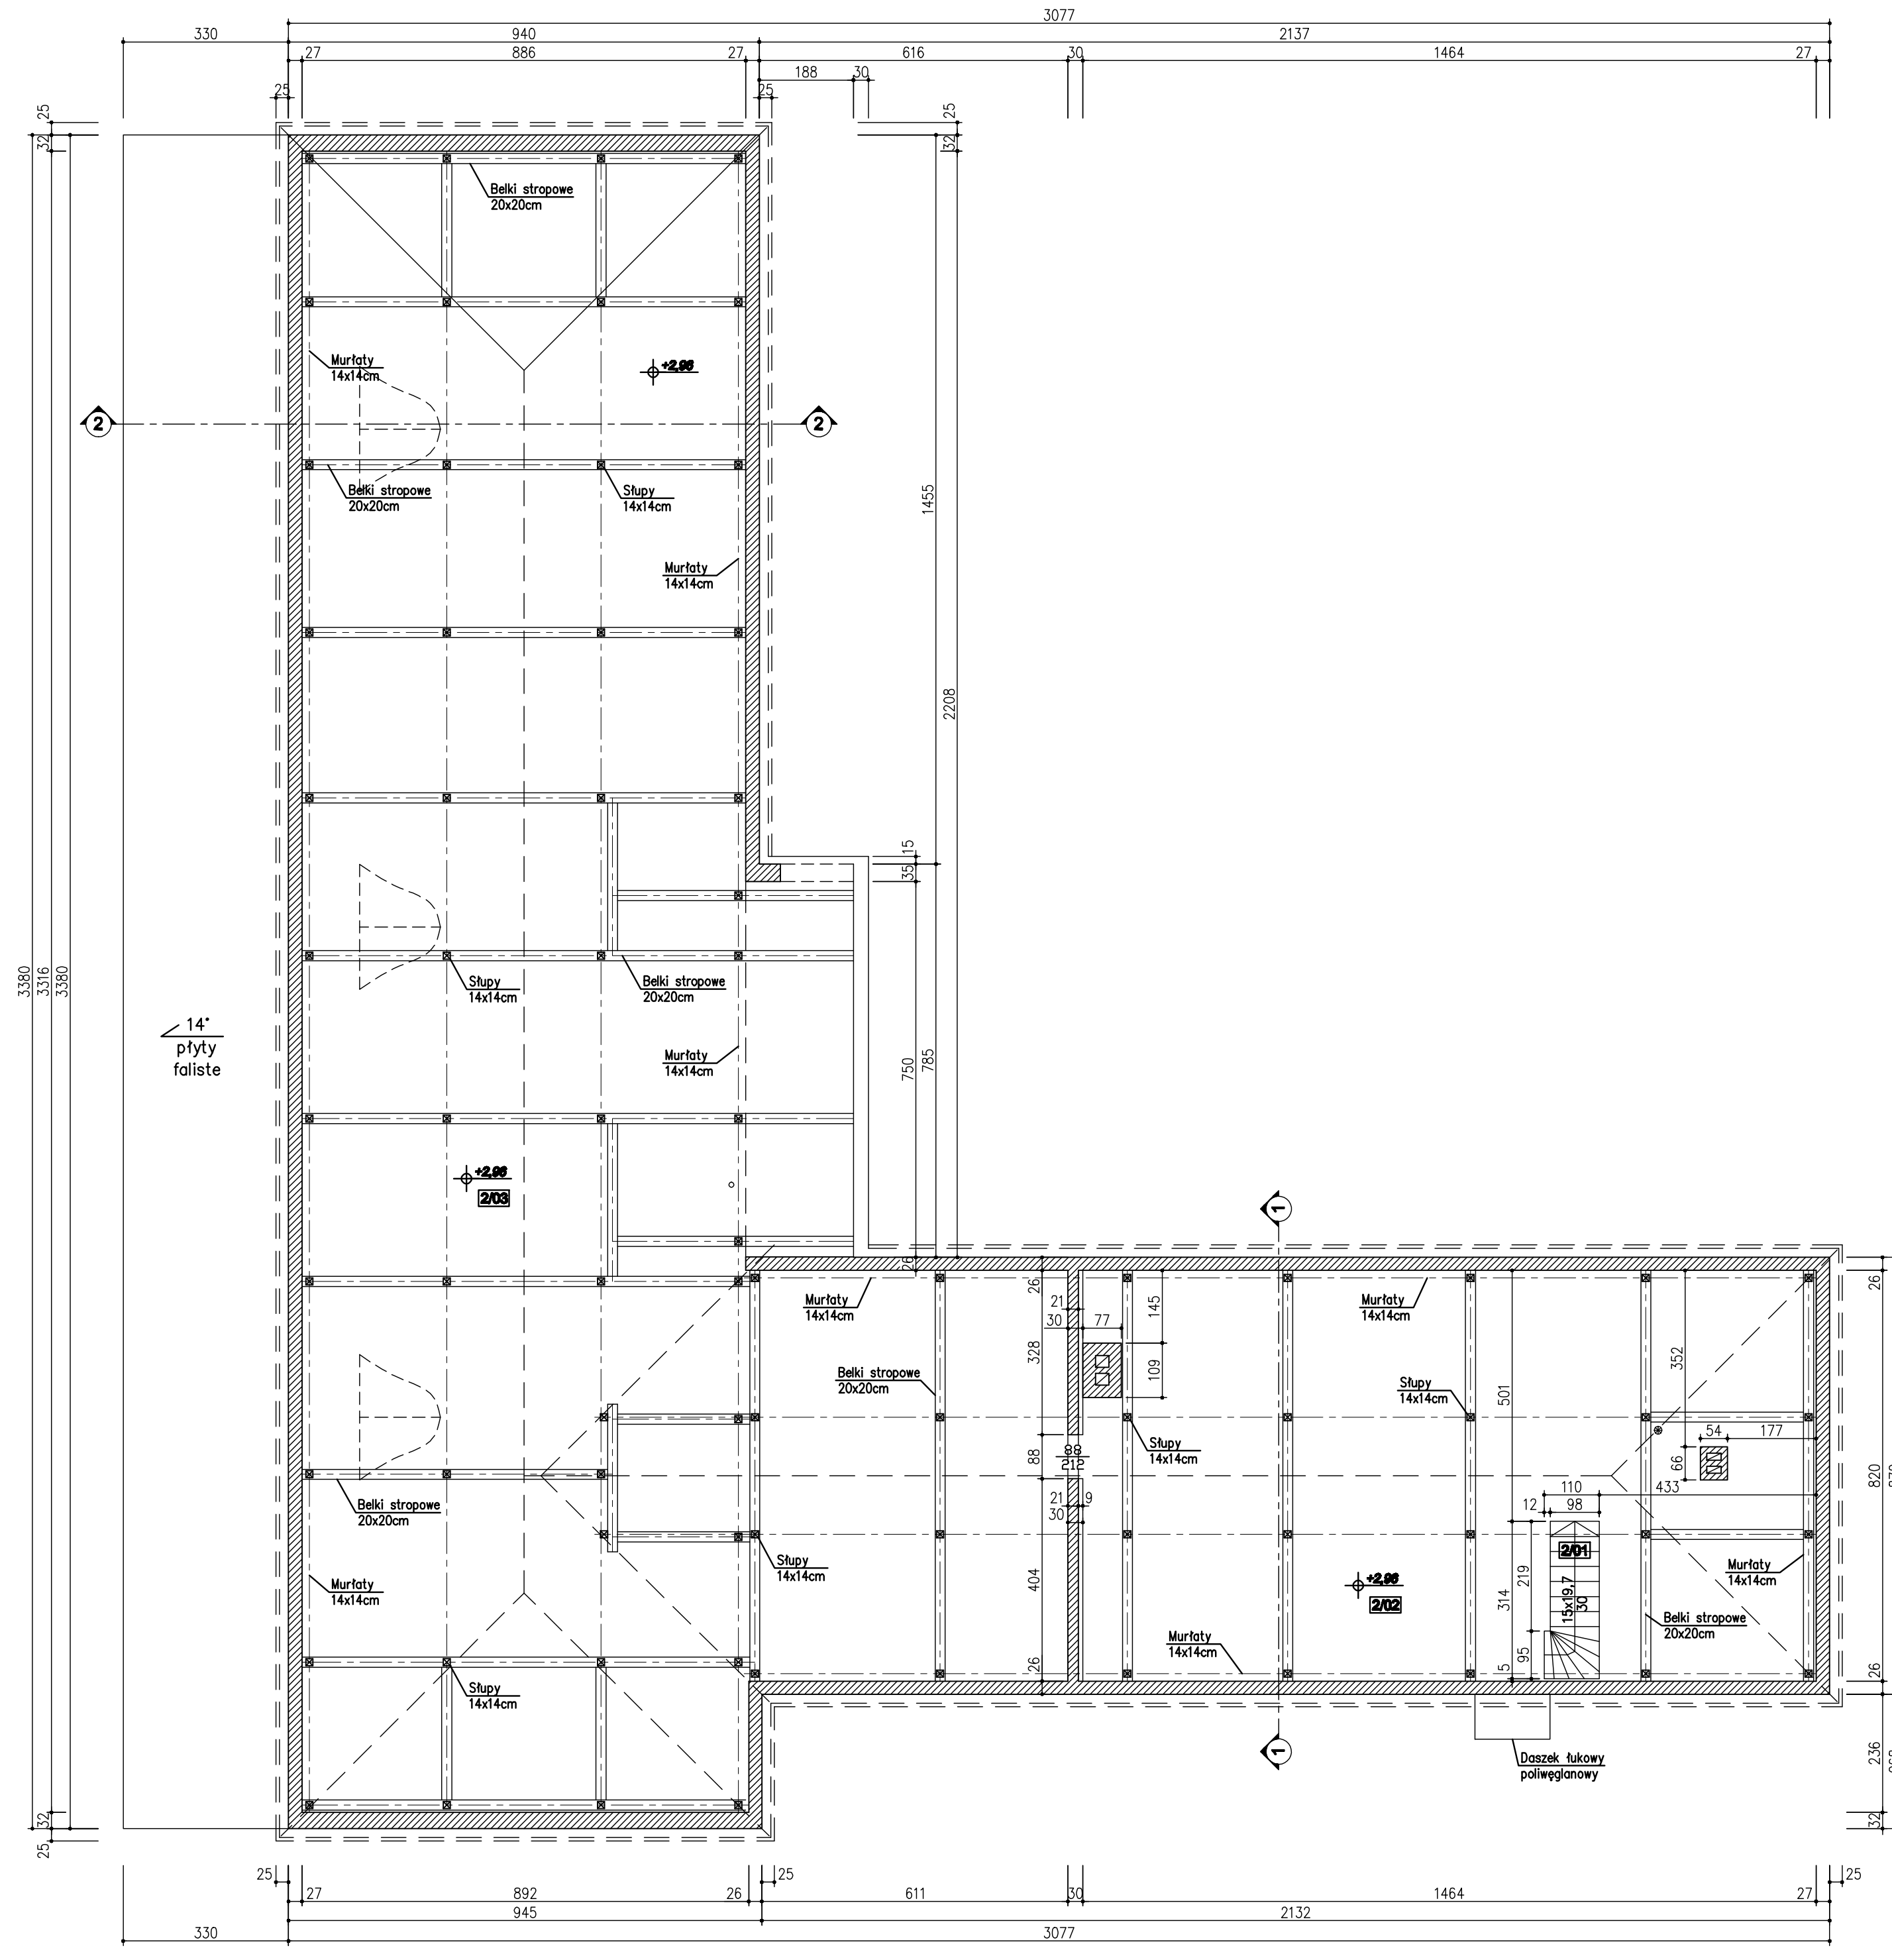 3077
330
940
2137
27
886
27
616
30
1464
27
188
30
25
25
25
32
25
32
Belki stropowe
20x20cm
Murłaty
14x14cm
+2,96
2
2
Belki stropowe
20x20cm
Słupy
14x14cm
1455
Murłaty
14x14cm
2208
15
35
3380
3316
3380
Słupy
14x14cm
Belki stropowe
20x20cm
14°
płyty
faliste
Murłaty
14x14cm
750
785
+2,96
2/03
1
26
26
26
Murłaty
14x14cm
21
30
77
145
Murłaty
14x14cm
328
109
352
Belki stropowe
20x20cm
Słupy
14x14cm
501
88
88
212
Słupy
14x14cm
54
177
66
820
21
9
30
110
433
12
98
Belki stropowe
20x20cm
Słupy
14x14cm
404
219
2/01
15x19,7
30
314
Murłaty
14x14cm
Murłaty
14x14cm
+2,96
2/02
Belki stropowe
20x20cm
Murłaty
14x14cm
95
5
26
26
Słupy
14x14cm
1
Daszek łukowy
poliwęglanowy
236
32
32
25
25
25
25
27
892
26
611
30
1464
27
945
2132
330
3077